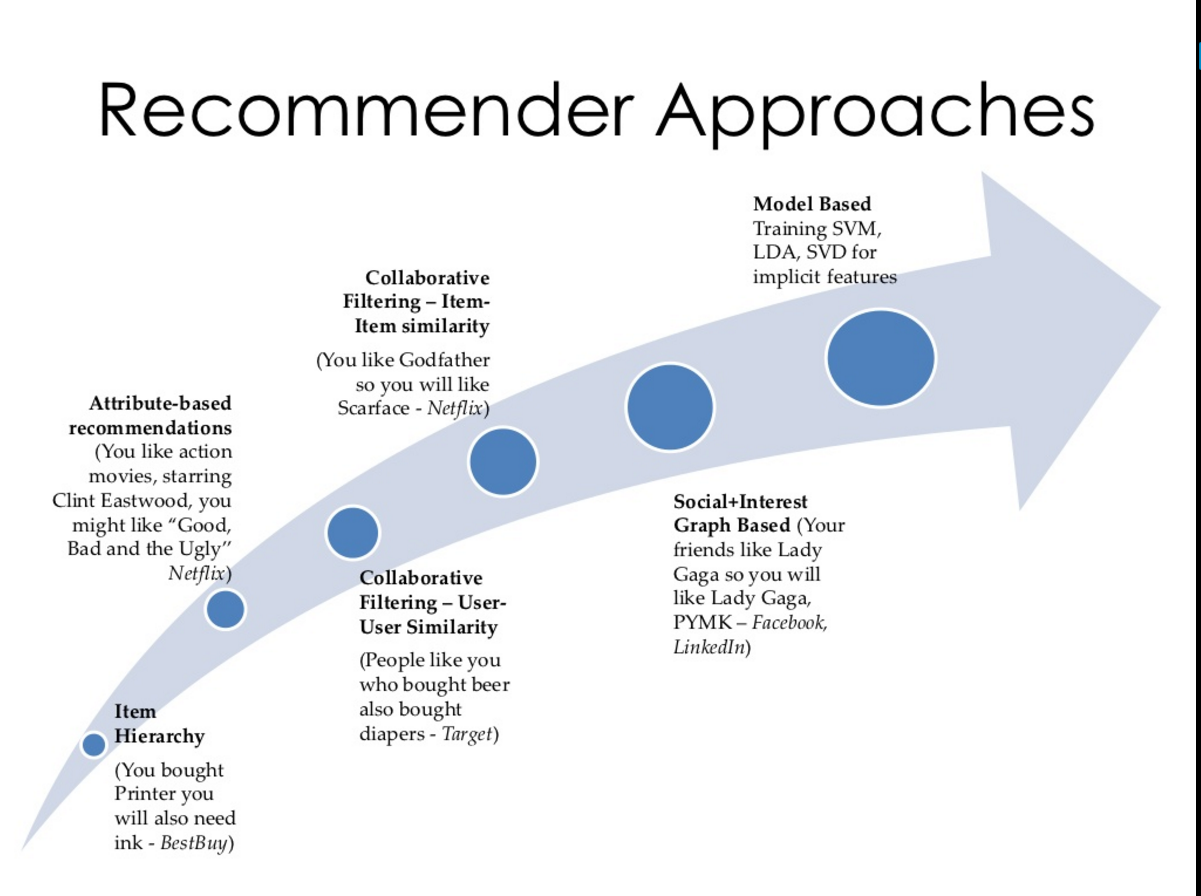 Recommender Approaches
Item
Hierarchy
(You bought
Printer you
will also need
ink - BestBuy)
Attribute-based
recommendations
(You like action
movies, starring
Clint Eastwood, you
might like “Good,
Bad and the Ugly”
Netflix)
Collaborative
Filtering – User-
User Similarity
(People like you
who bought beer
also bought
diapers - Target)
Collaborative
Filtering – Item-
Item similarity
(You like Godfather
so you will like
Scarface - Netflix)
Social+Interest
Graph Based (Your
friends like Lady
Gaga so you will
like Lady Gaga,
PYMK – Facebook,
LinkedIn)
Model Based
Training SVM,
LDA, SVD for
implicit features